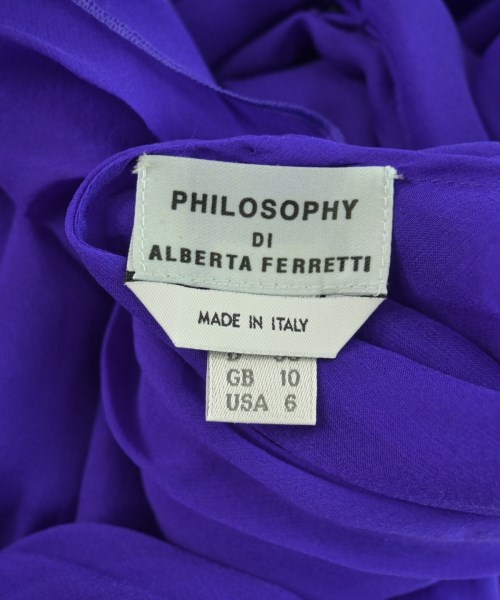 PHILOSOPHY
DI
ALBERTA FERRETTI
MADE IN ITALY
GB 10
USA 6